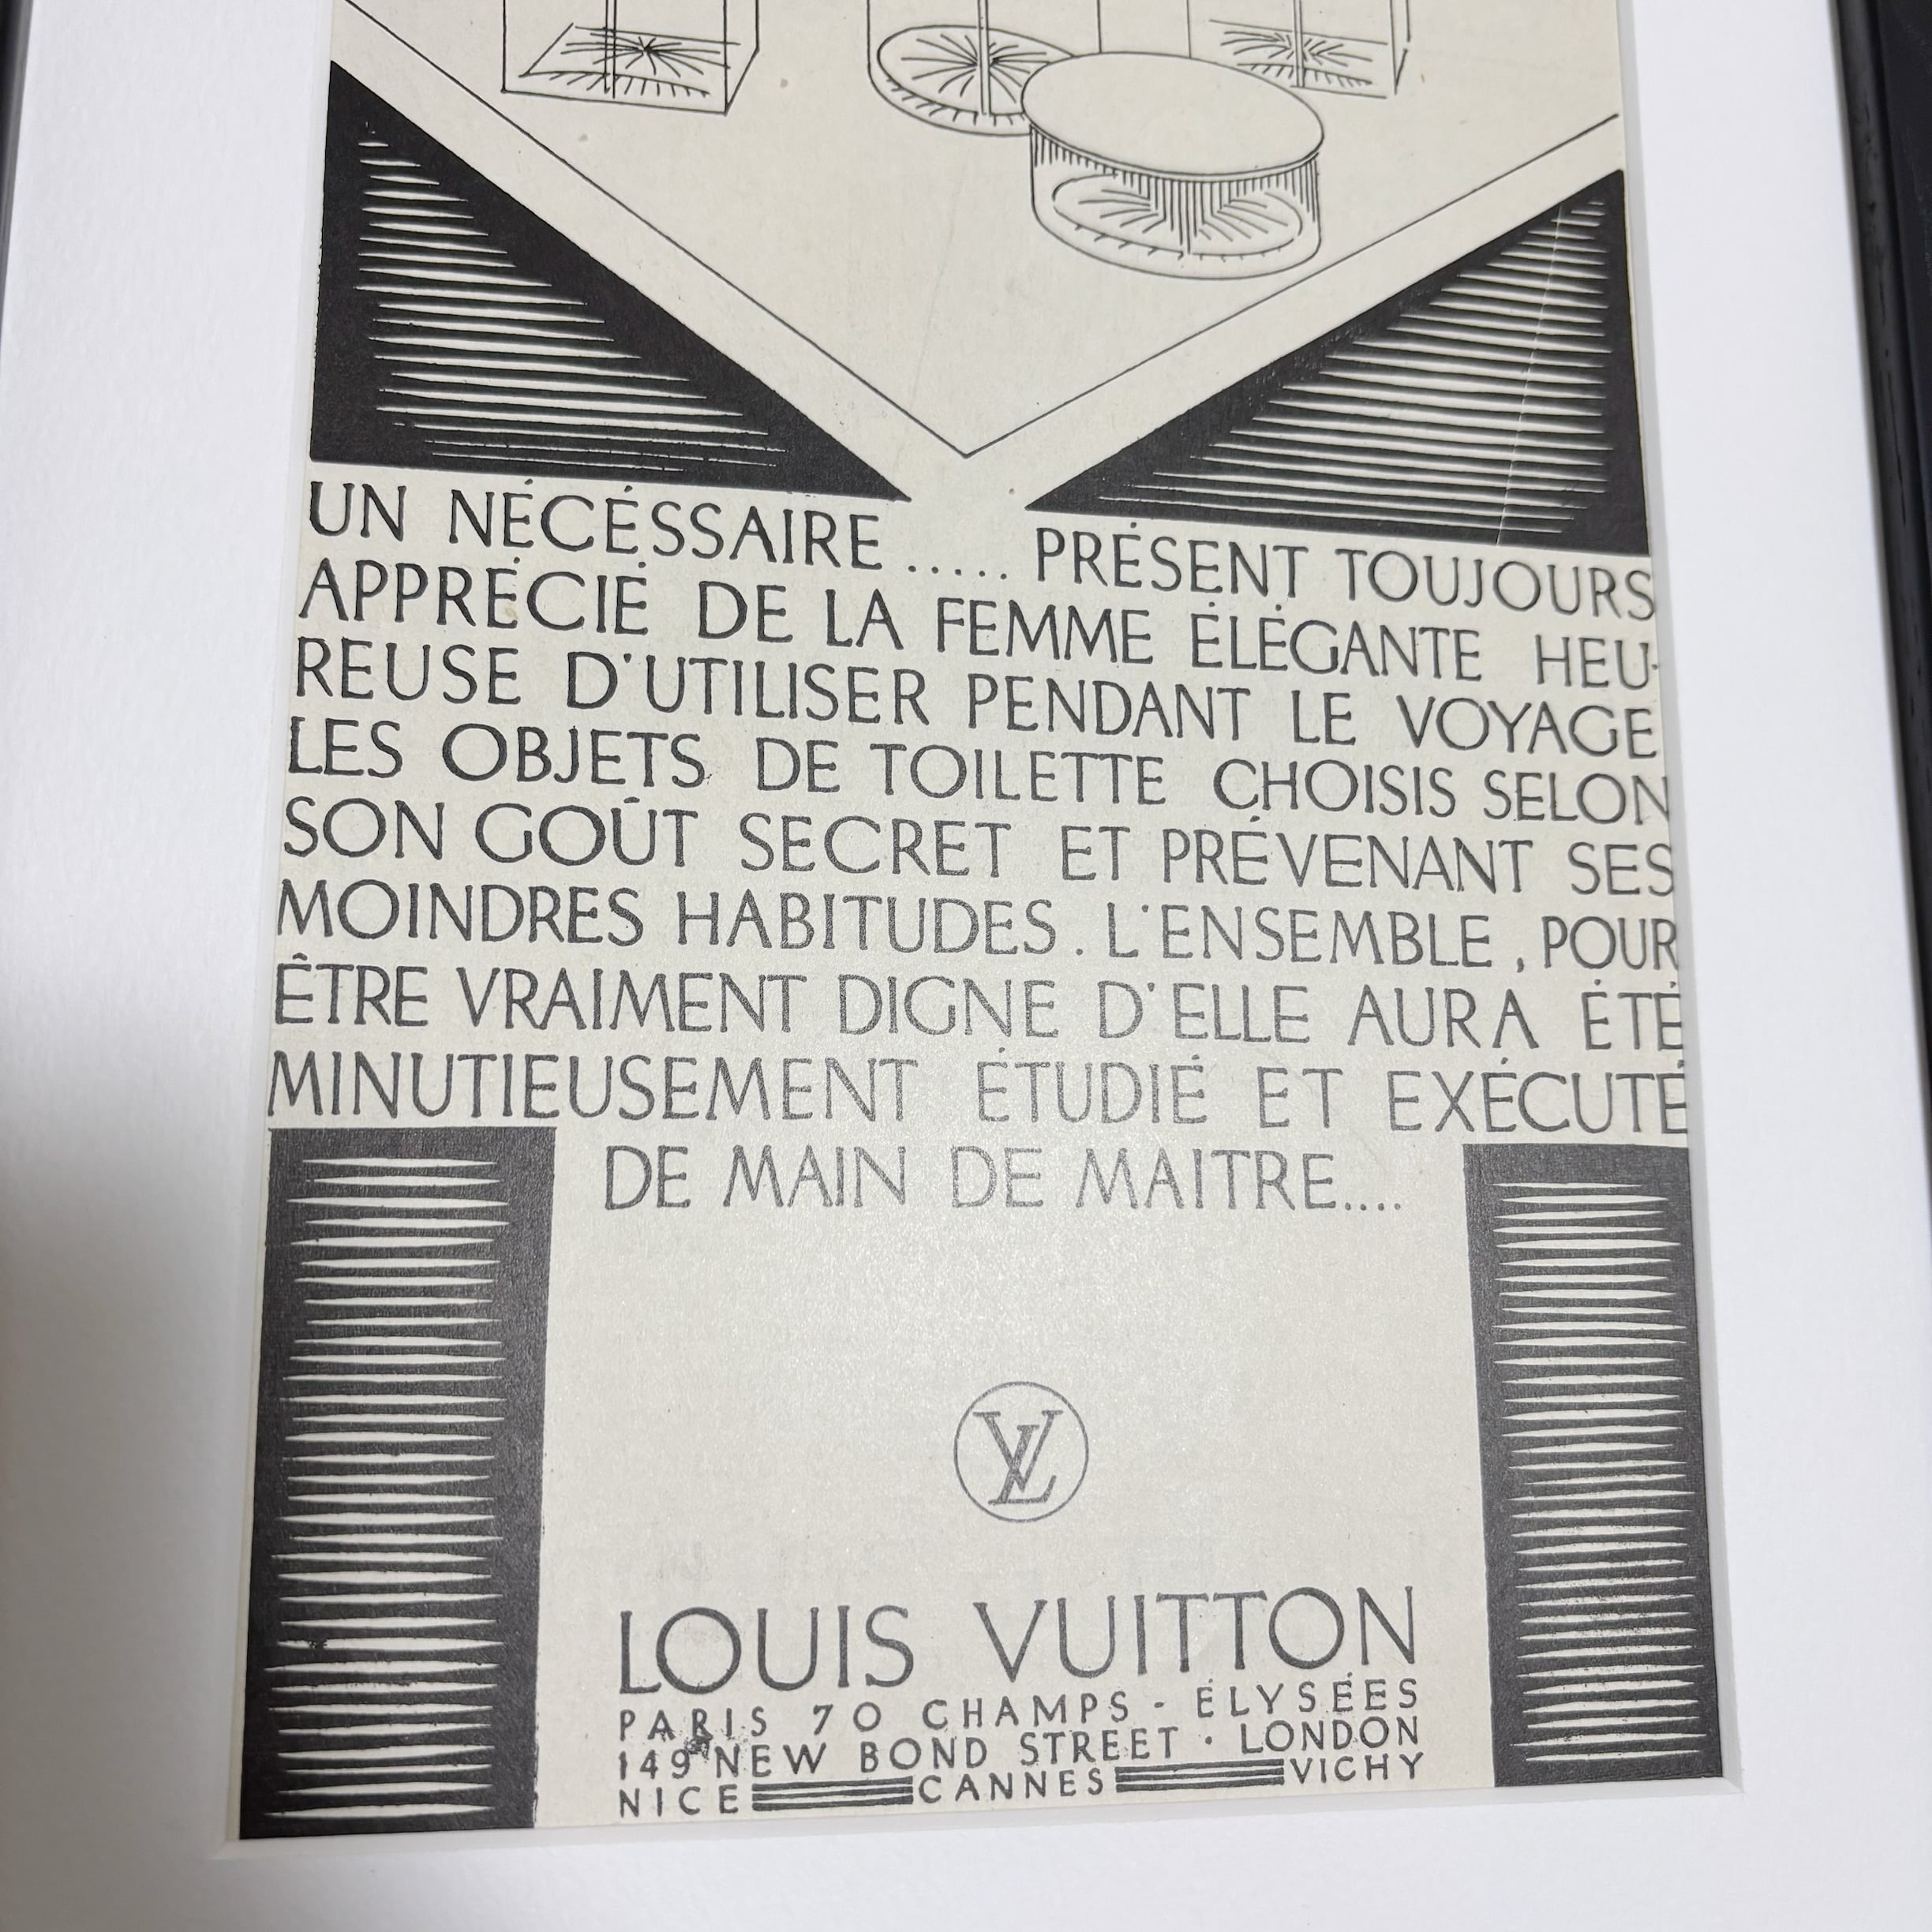 UN NÉCÉSSAIRE ..... PRÉSENT TOUJOURS
APPRÉCIÉ DE LA FEMME ÉLÉGANTE HEU-
REUSE D'UTILISER PENDANT LE VOYAGE
LES OBJETS DE TOILETTE CHOISIS SELON
SON GOÛT SECRET ET PRÉVENANT SES
MOINDRES HABITUDES. L'ENSEMBLE, POUR
ÊTRE VRAIMENT DIGNE D'ELLE AURA ÉTÉ
MINUTIEUSEMENT ÉTUDIÉ ET EXÉCUTÉ
DE MAIN DE MAITRE....
LV
LOUIS VUITTON
PARIS 70 CHAMPS - ÉLYSÉES
149 NEW BOND STREET · LONDON
NICE CANNES VICHY